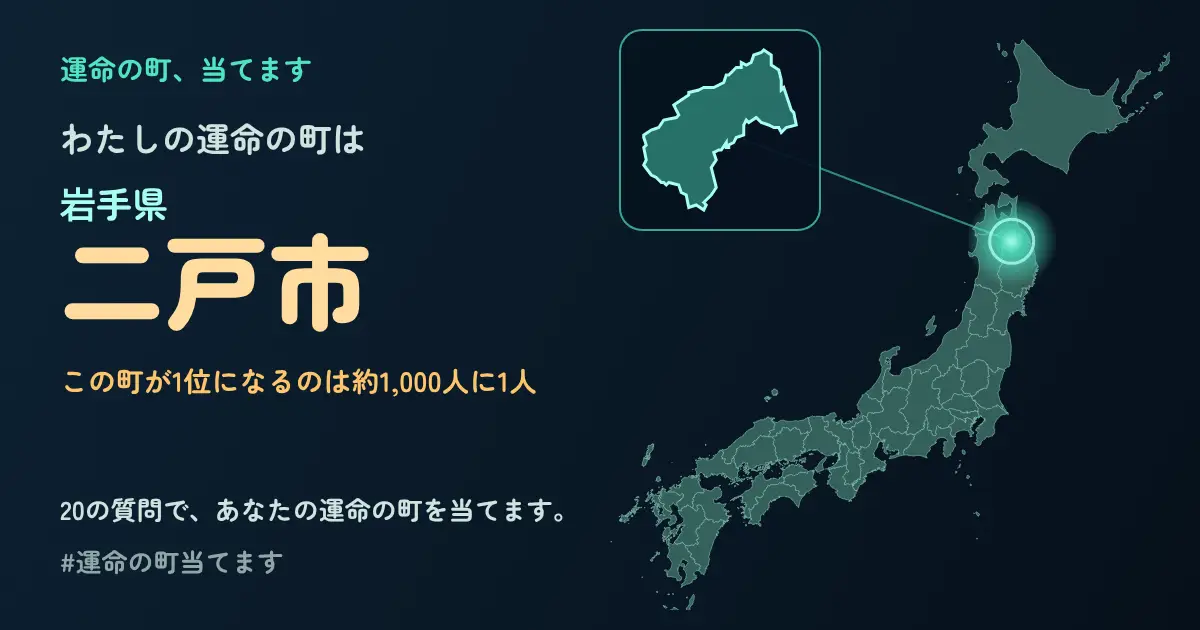 運命の町、当てます
わたしの運命の町は
岩手県
二戸市
この町が1位になるのは約1,000人に1人
20の質問で、あなたの運命の町を当てます。
#運命の町当てます